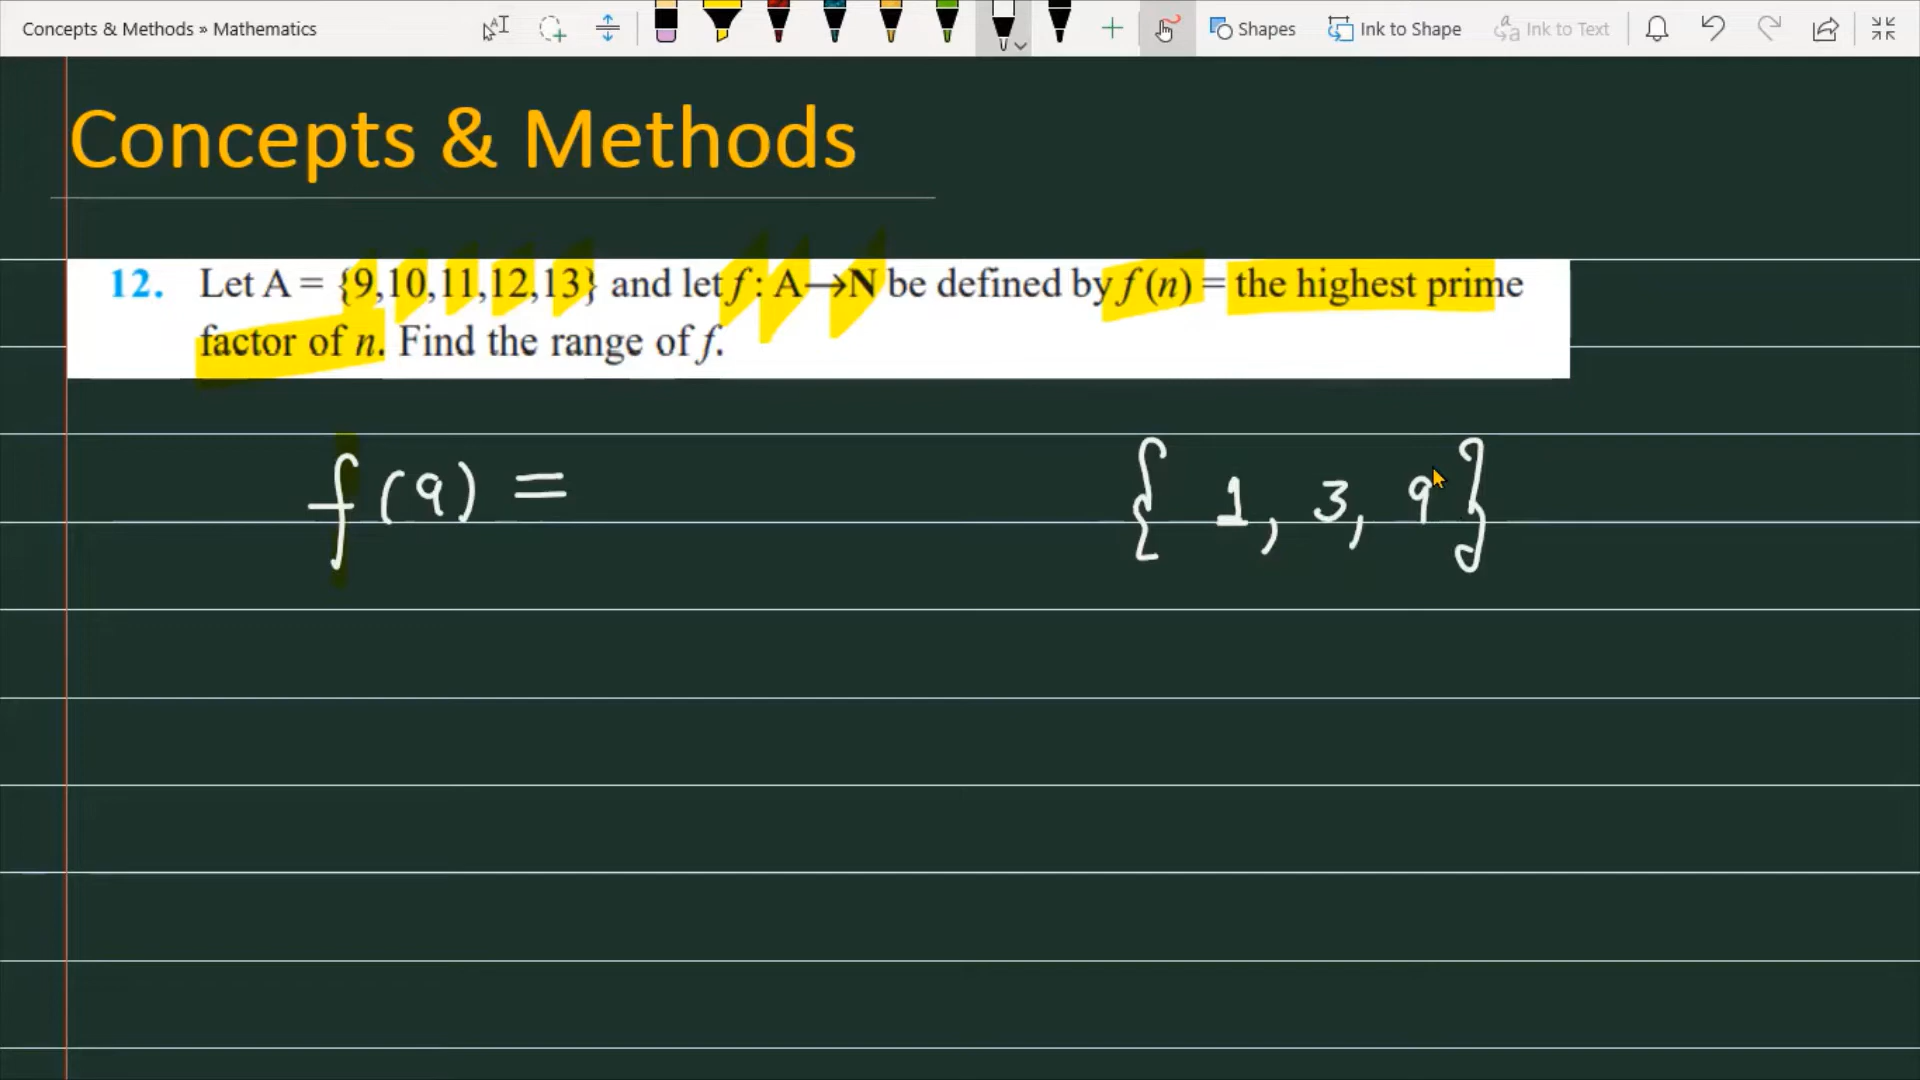 Concepts & Methods » Mathematics
Shapes
Ink to Shape
Ink to Text
Concepts & Methods
12. Let A = {9,10,11,12,13} and let f : A→N be defined by f (n) = the highest prime
factor of n. Find the range of f.
f(9) = { 1, 3, 9 }